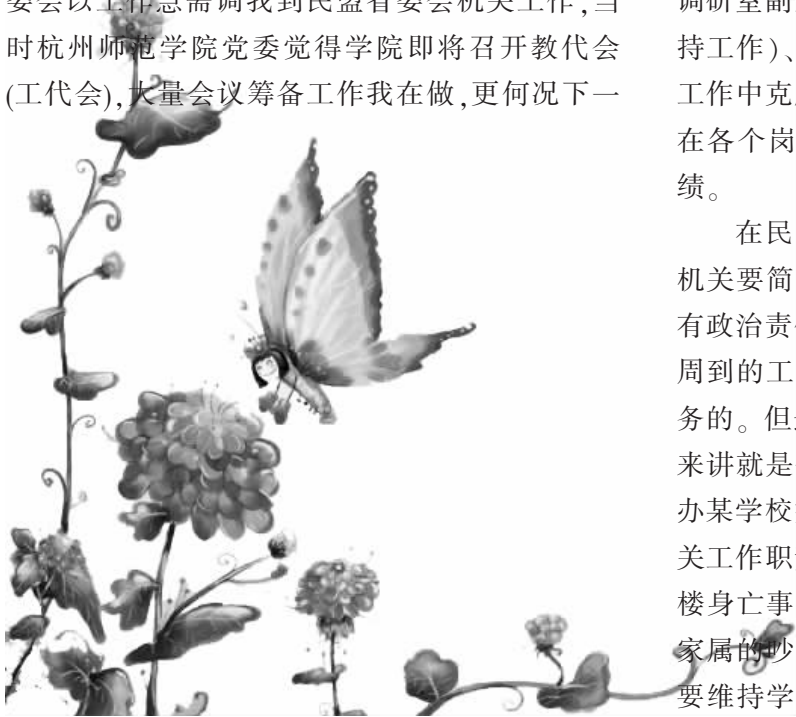 委会以工作急需调我到民盟省委会机关工作,当
时杭州师范学院党委觉得学院即将召开教代会
(工代会),大量会议筹备工作我在做,更何况下一
调研室副
持工作)、
工作中克
在各个岗
绩。
在民
机关要简
有政治责
周到的工
务的。但
来讲就是
办某学校
关工作职
楼身亡事
家属的吵
要维持学